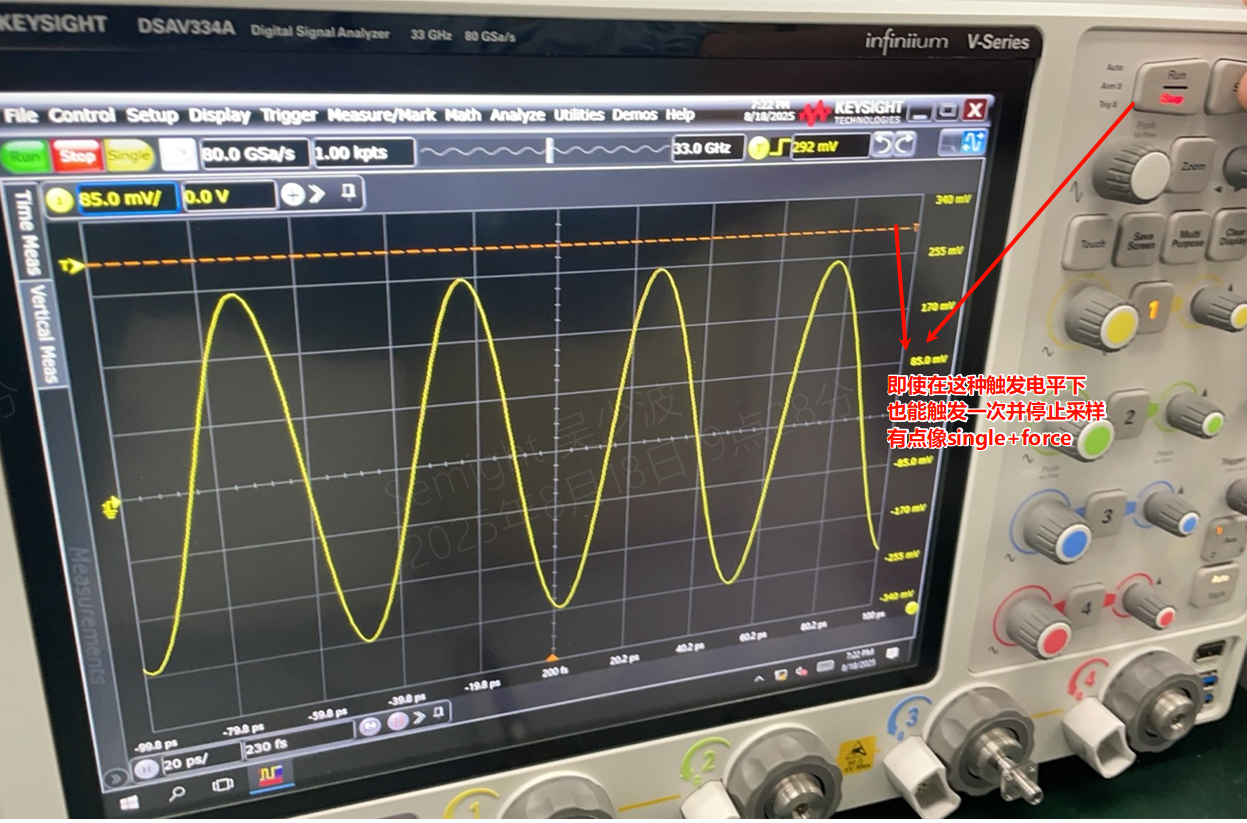 KEYSIGHT DSAV334A Digital Signal Analyzer 33 GHz 80 GSa/s
infiniium V-Series
File Control Setup Display Trigger Measure/Mark Math Analyze Utilities Demos Help
7:22 PM
8/18/2025
KEYSIGHT
TECHNOLOGIES
Run Stop Single 80.0 GSa/s 1.00 kpts 33.0 GHz T 292 mV
1 85.0 mV/ 0.0 V
Time Meas
Vertical Meas
Measurements
T
T
340 mV
255 mV
170 mV
85.0 mV
-85.0 mV
-170 mV
-255 mV
-340 mV
即使在这种触发电平下
也能触发一次并停止采样
有点像single+force
Semight 吴少波
2025年8月18日 19点28分
-99.8 ps -79.8 ps -59.8 ps -39.8 ps -19.8 ps 200 fs 20.2 ps 40.2 ps 60.2 ps 80.2 ps 100 ps
H 20 ps/ 230 fs
7:22 PM
8/18/2025
Auto
Arm'd
Trig'd
Run
Stop
Push
Zoom
Touch
Save
Screen
Multi
Purpose
Clear
Display
1
2
Push
3
4
Trigger
Auto
1
2
3
4